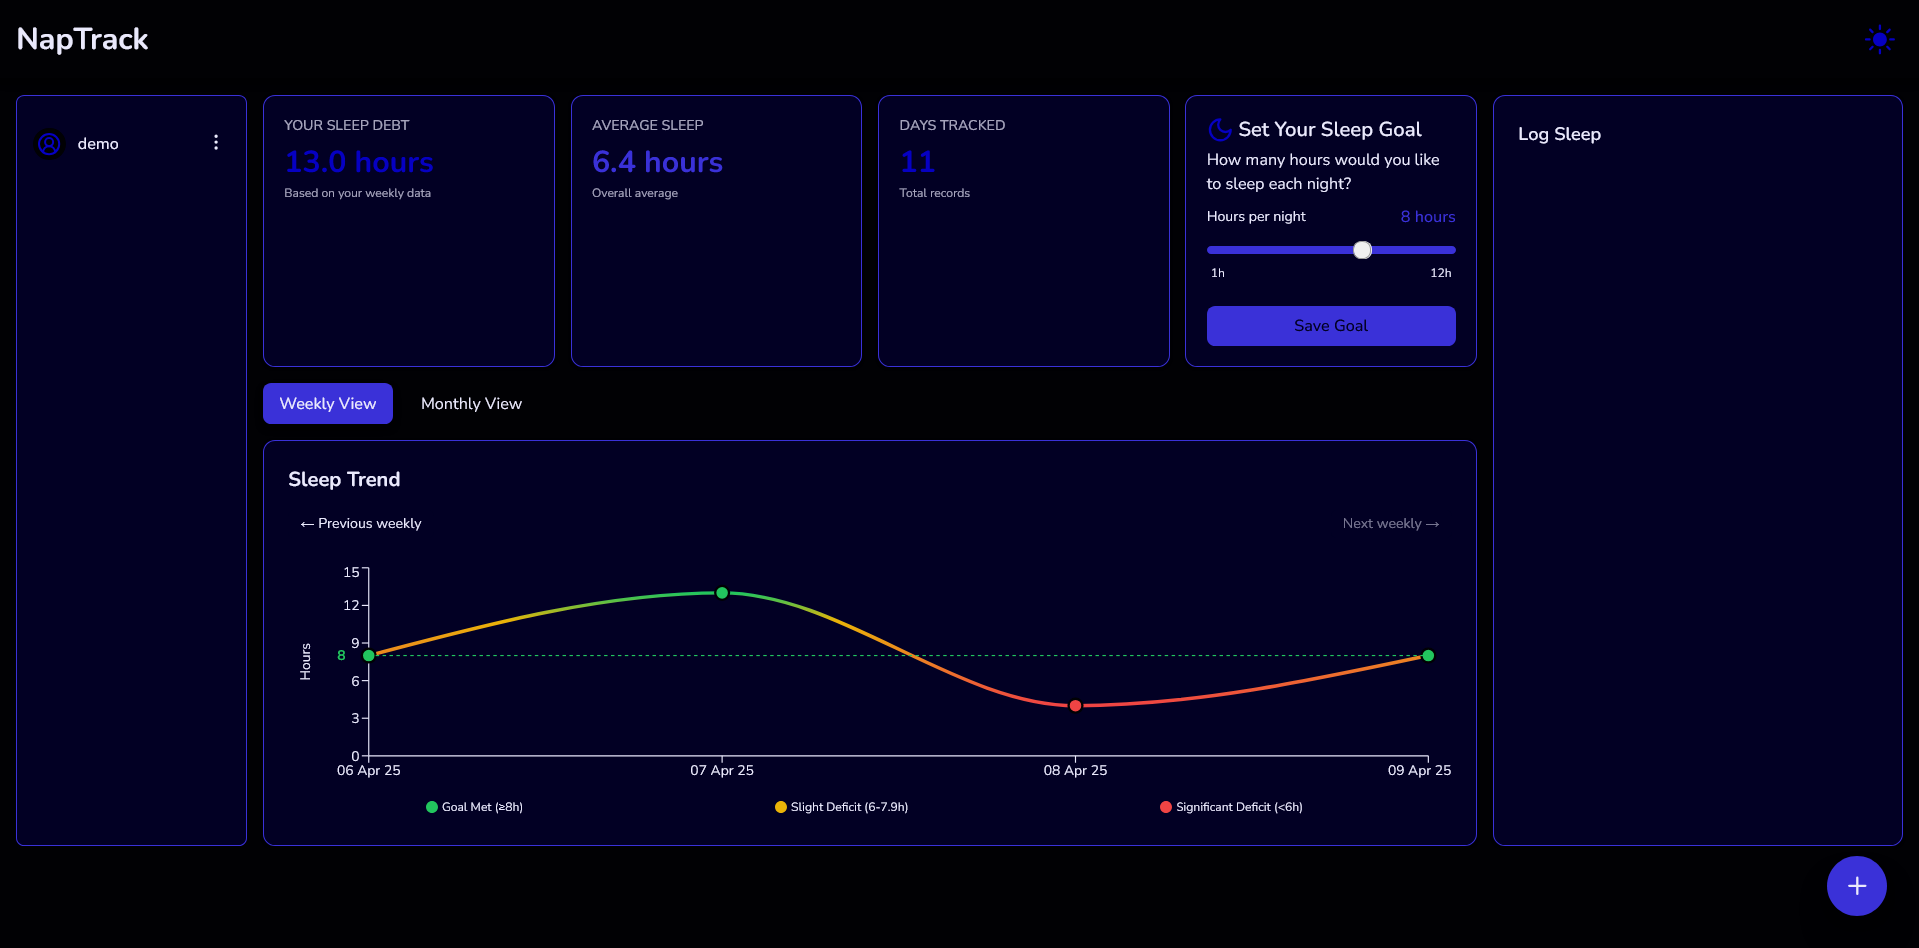 NapTrack
demo
YOUR SLEEP DEBT
13.0 hours
Based on your weekly data
AVERAGE SLEEP
6.4 hours
Overall average
DAYS TRACKED
11
Total records
Set Your Sleep Goal
How many hours would you like
to sleep each night?
Hours per night
8 hours
1h
12h
Save Goal
Log Sleep
Weekly View
Monthly View
Sleep Trend
← Previous weekly
Next weekly →
15
12
9
8
6
3
0
Hours
06 Apr 25
07 Apr 25
08 Apr 25
09 Apr 25
Goal Met (≥8h)
Slight Deficit (6-7.9h)
Significant Deficit (<6h)
+